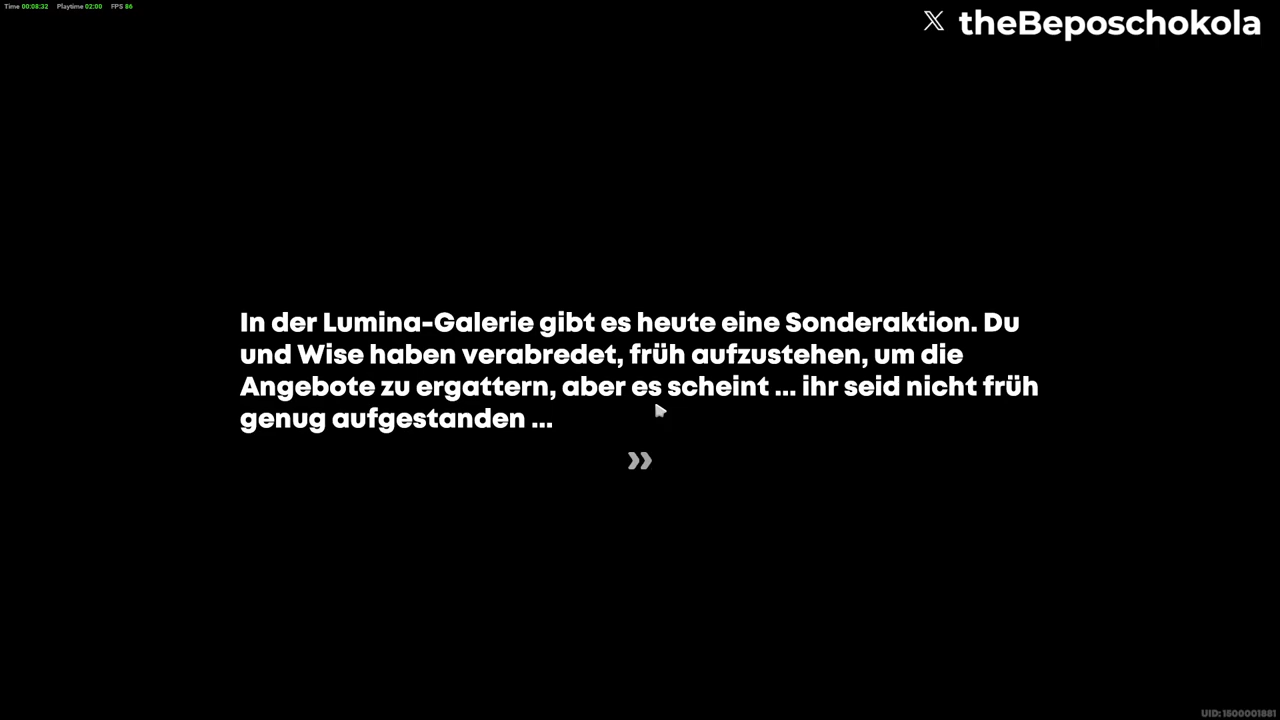 Time 00:08:32 Playtime 02:00 FPS 86
X theBeposchokola
In der Lumina-Galerie gibt es heute eine Sonderaktion. Du
und Wise haben verabredet, früh aufzustehen, um die
Angebote zu ergattern, aber es scheint ... ihr seid nicht früh
genug aufgestanden ...
UID: 1500001881